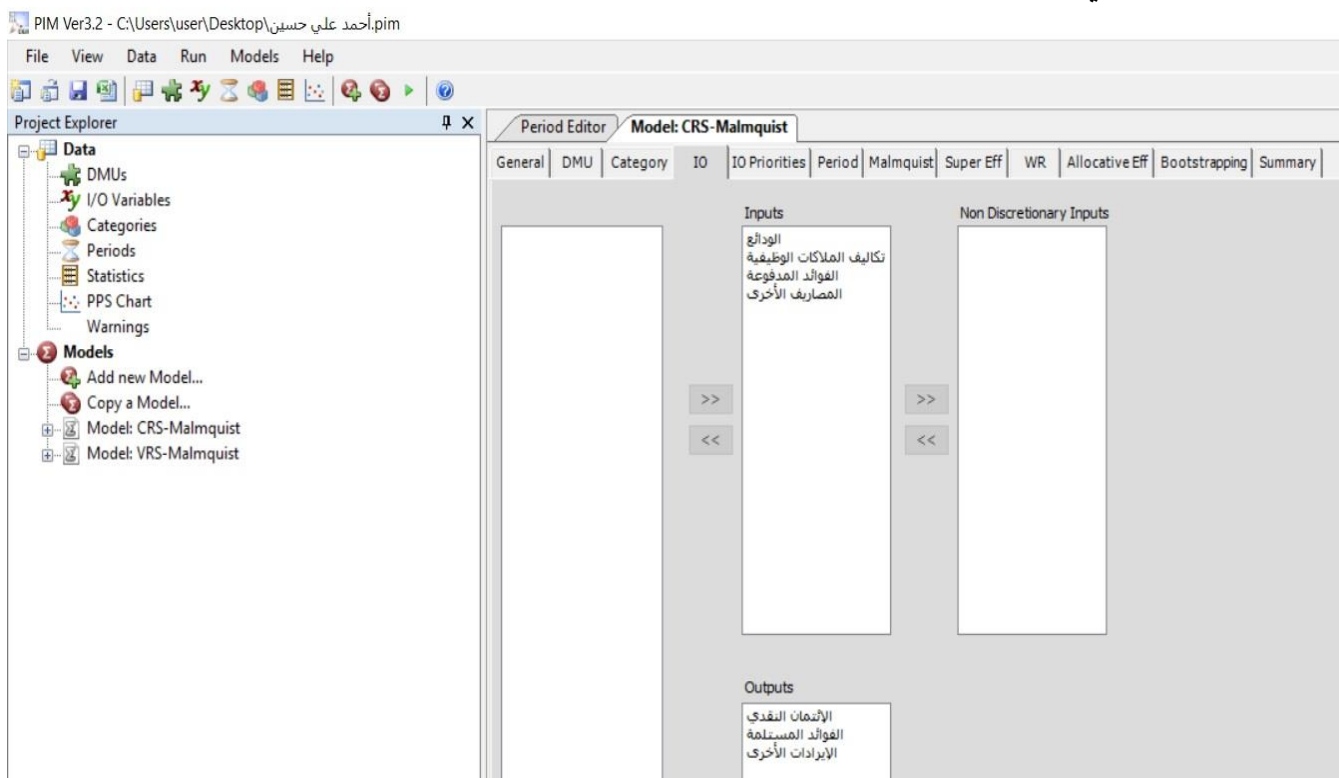 PIM Ver3.2 - C:\Users\user\Desktop\أحمد علي حسين.pim
File View Data Run Models Help
Project Explorer
Data
DMUs
I/O Variables
Categories
Periods
Statistics
PPS Chart
Warnings
Models
Add new Model...
Copy a Model...
Model: CRS-Malmquist
Model: VRS-Malmquist
Period Editor Model: CRS-Malmquist
General DMU Category IO IO Priorities Period Malmquist Super Eff WR Allocative Eff Bootstrapping Summary
Inputs Non Discretionary Inputs
الودائع
تكاليف الملاكات الوظيفية
الفوائد المدفوعة
المصاريف الأخرى
>> >>
<< <<
Outputs
الإئتمان النقدي
الفوائد المستلمة
الإيرادات الأخرى